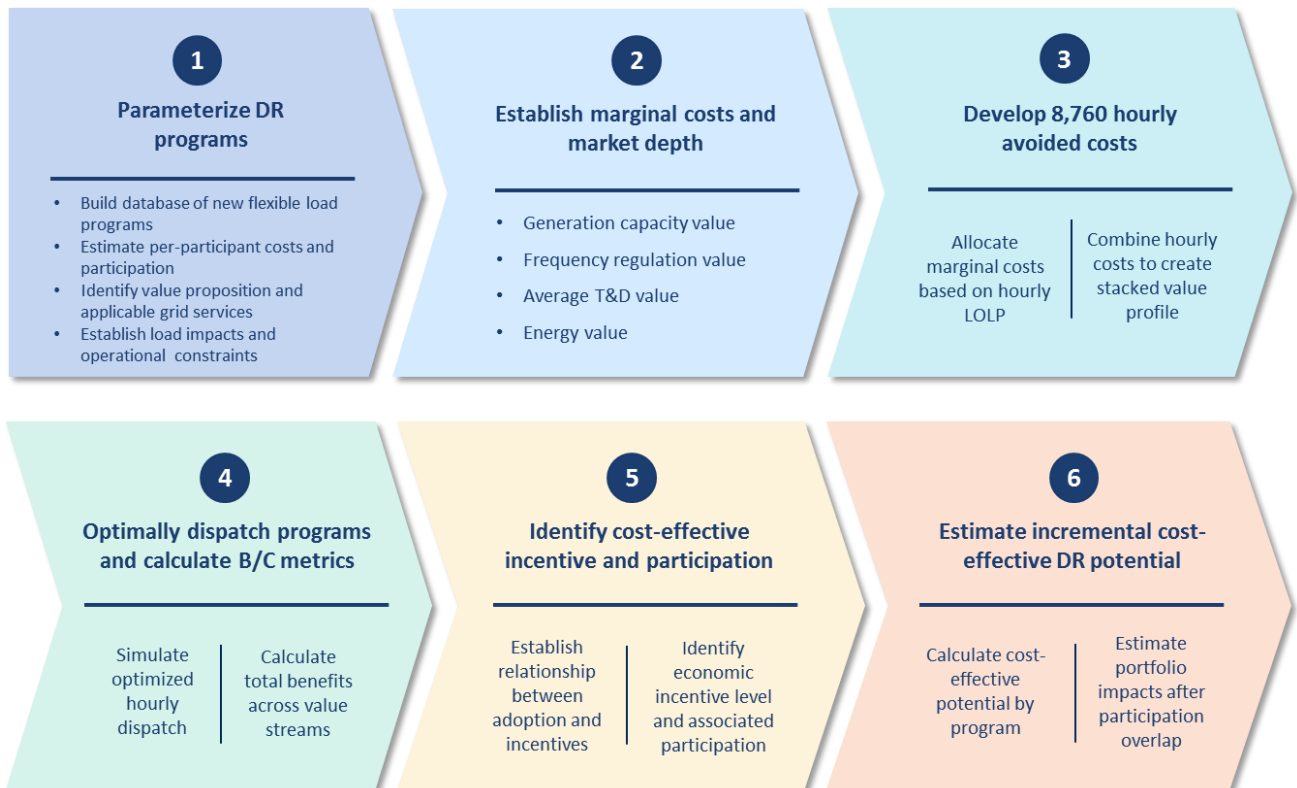 1
Parameterize DR
programs
• Build database of new flexible load
programs
• Estimate per-participant costs and
participation
• Identify value proposition and
applicable grid services
• Establish load impacts and
operational constraints
2
Establish marginal costs and
market depth
• Generation capacity value
• Frequency regulation value
• Average T&D value
• Energy value
3
Develop 8,760 hourly
avoided costs
Allocate
marginal costs
based on hourly
LOLP
Combine hourly
costs to create
stacked value
profile
4
Optimally dispatch programs
and calculate B/C metrics
Simulate
optimized
hourly
dispatch
Calculate
total benefits
across value
streams
5
Identify cost-effective
incentive and participation
Establish
relationship
between
adoption and
incentives
Identify
economic
incentive level
and associated
participation
6
Estimate incremental cost-
effective DR potential
Calculate cost-
effective
potential by
program
Estimate
portfolio
impacts after
participation
overlap